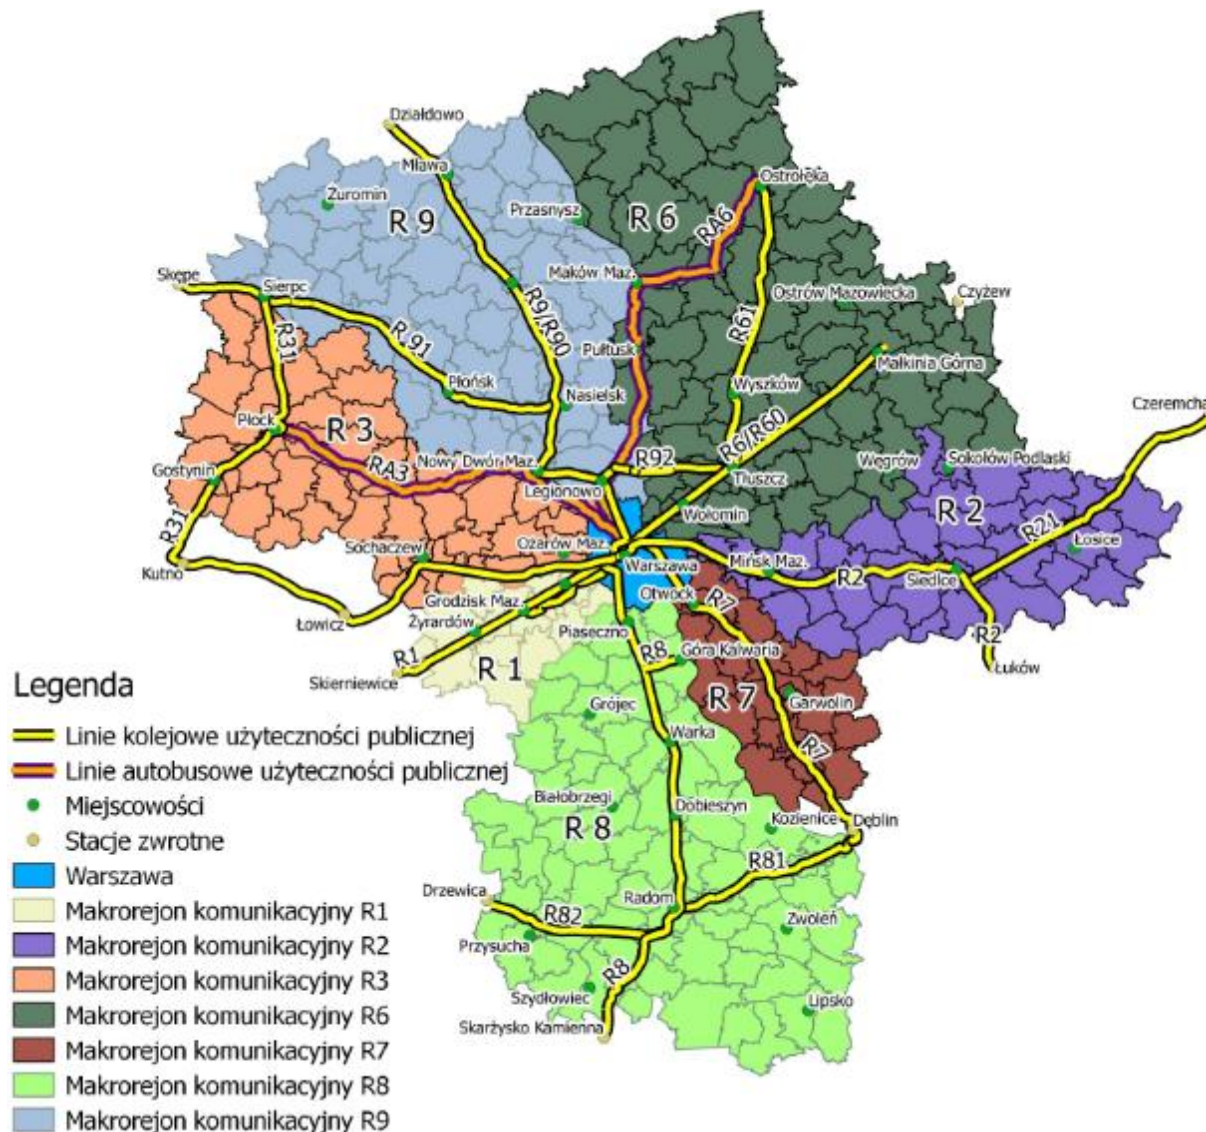 Działdowo
Mława
Ostrołęka
Żuromin
R 9
Przasnysz
R 6
RA6
Skępe
Sierpc
Maków Maz.
Ostrów Mazowiecka
Czyżew
R31
R9/R90
R61
R 91
Pułtusk
Małkinia Górna
Płońsk
Nasielsk
Wyszków
Czeremcha
Płock
R 3
R6/R60
Gostynin
RA3
Nowy Dwór Maz.
R92
Węgrów
Sokołów Podlaski
Legionowo
Tłuszcz
R31
Wołomin
R 2
R21
Sochaczew
Ożarów Maz.
Warszawa
Mińsk Maz.
Łosice
Kutno
R2
Siedlce
Grodzisk Maz.
Otwock
R7
Łowicz
Żyrardów
Piaseczno
R2
R1
R 1
R8
Góra Kalwaria
Łuków
Skierniewice
R 7
Garwolin
Grójec
Warka
R7
Białobrzegi
Dobieszyn
R 8
Kozienice
Dęblin
R81
Drzewica
Radom
R82
Zwoleń
Przysucha
R8
Szydłowiec
Lipsko
Skarżysko Kamienna
Legenda
Linie kolejowe użyteczności publicznej
Linie autobusowe użyteczności publicznej
Miejscowości
Stacje zwrotne
Warszawa
Makrorejon komunikacyjny R1
Makrorejon komunikacyjny R2
Makrorejon komunikacyjny R3
Makrorejon komunikacyjny R6
Makrorejon komunikacyjny R7
Makrorejon komunikacyjny R8
Makrorejon komunikacyjny R9